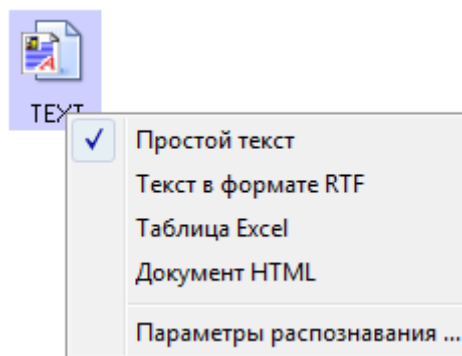 TEXT
Простой текст
Текст в формате RTF
Таблица Excel
Документ HTML
Параметры распознавания ...